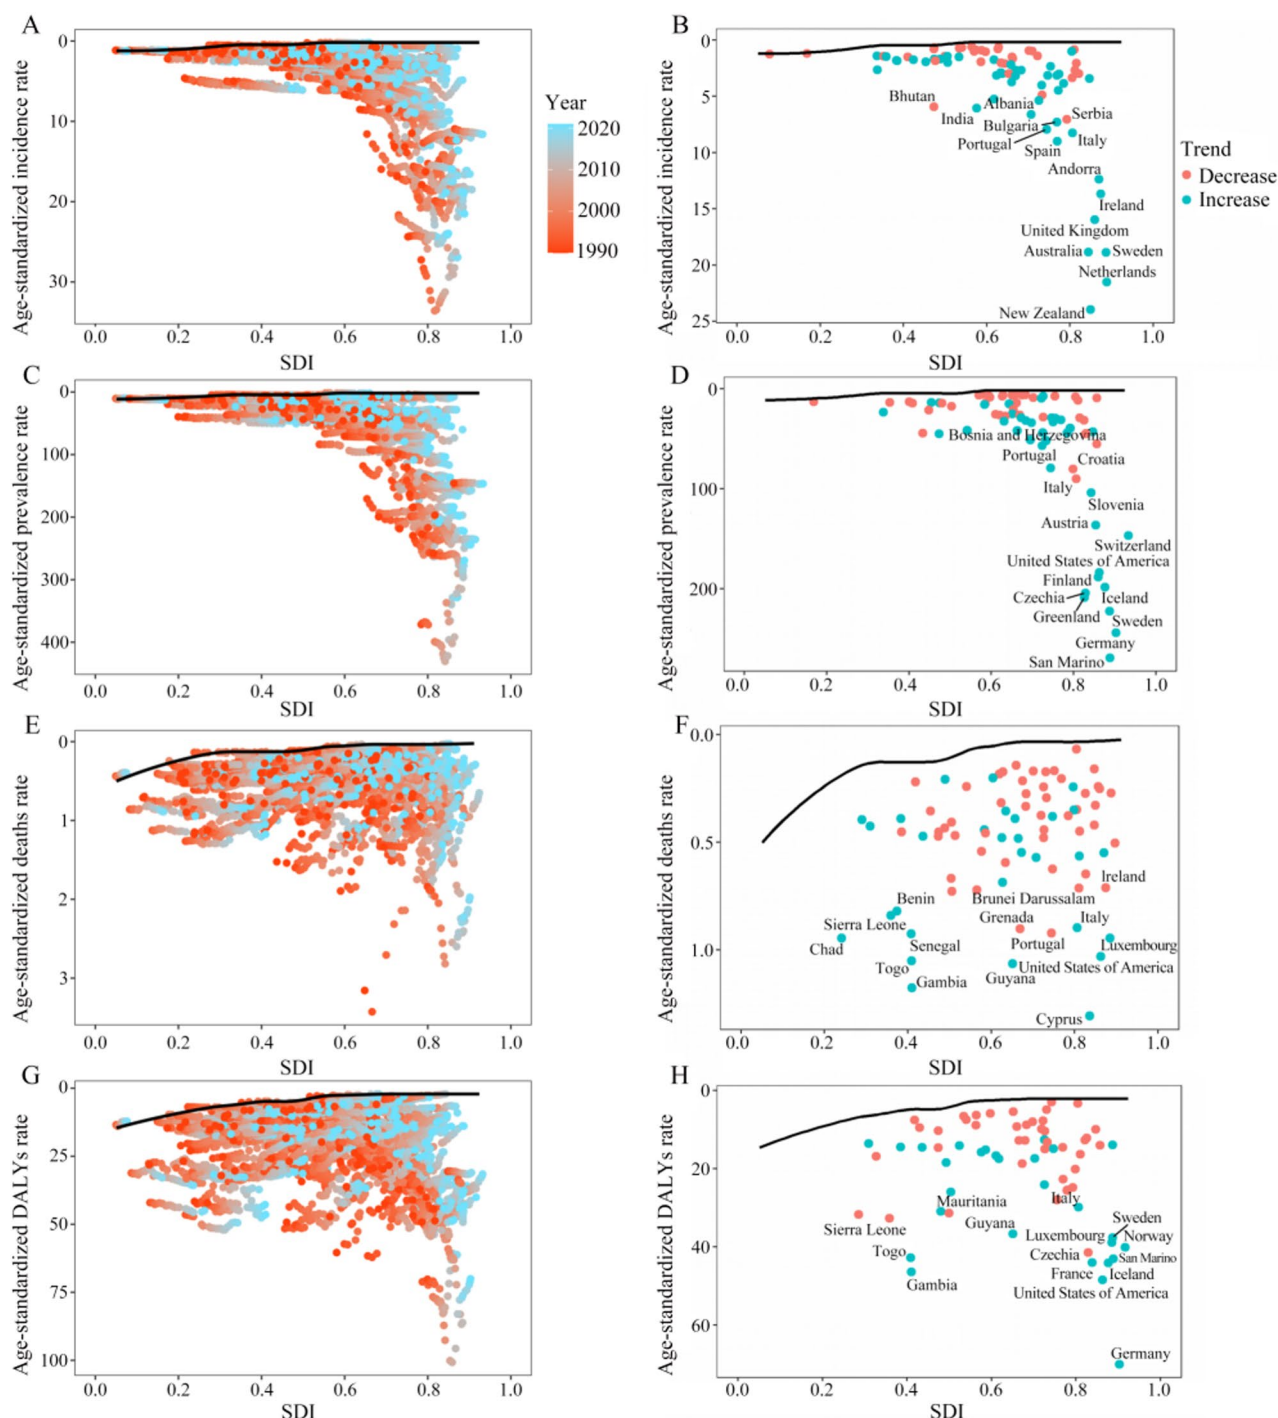 A
Age-standardized incidence rate
0
10
20
30
0.0 0.2 0.4 0.6 0.8 1.0
SDI
Year
2020
2010
2000
1990
B
Age-standardized incidence rate
0
5
10
15
20
25
Bhutan
Albania
India
Serbia
Bulgaria
Portugal
Italy
Spain
Andorra
Ireland
United Kingdom
Australia
Sweden
Netherlands
New Zealand
0.0 0.2 0.4 0.6 0.8 1.0
SDI
Trend
Decrease
Increase
C
Age-standardized prevalence rate
0
100
200
300
400
0.0 0.2 0.4 0.6 0.8 1.0
SDI
D
Age-standardized prevalence rate
0
100
200
Bosnia and Herzegovina
Portugal
Croatia
Italy
Slovenia
Austria
Switzerland
United States of America
Finland
Czechia
Iceland
Greenland
Sweden
Germany
San Marino
0.0 0.2 0.4 0.6 0.8 1.0
SDI
E
Age-standardized deaths rate
0
1
2
3
0.0 0.2 0.4 0.6 0.8 1.0
SDI
F
Age-standardized deaths rate
0.0
0.5
1.0
Ireland
Benin
Brunei Darussalam
Grenada
Italy
Sierra Leone
Chad
Senegal
Portugal
Luxembourg
Togo
United States of America
Guyana
Gambia
Cyprus
0.0 0.2 0.4 0.6 0.8 1.0
SDI
G
Age-standardized DALYs rate
0
25
50
75
100
0.0 0.2 0.4 0.6 0.8 1.0
SDI
H
Age-standardized DALYs rate
0
20
40
60
Mauritania
Italy
Sierra Leone
Guyana
Sweden
Luxembourg
Norway
Togo
Czechia
San Marino
France
Iceland
Gambia
United States of America
Germany
0.0 0.2 0.4 0.6 0.8 1.0
SDI